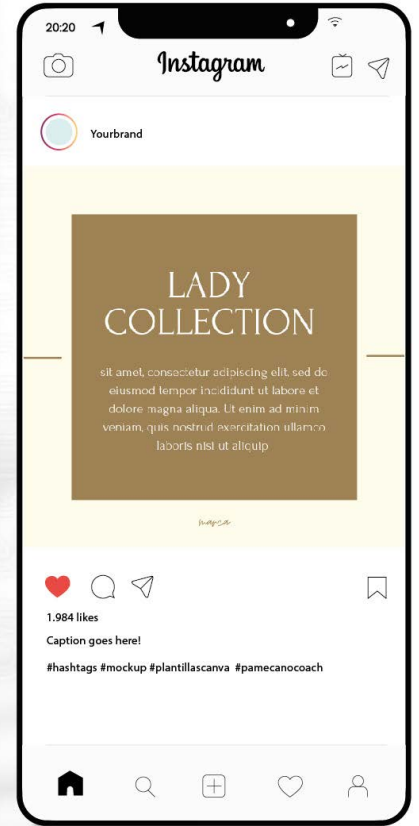 20:20
Instagram
Yourbrand
LADY
COLLECTION
sit amet, consectetur adipiscing elit, sed do
eiusmod tempor incididunt ut labore et
dolore magna aliqua. Ut enim ad minim
veniam, quis nostrud exercitation ullamco
laboris nisi ut aliquip
marca
1.984 likes
Caption goes here!
#hashtags #mockup #plantillascanva #pamecanocoach